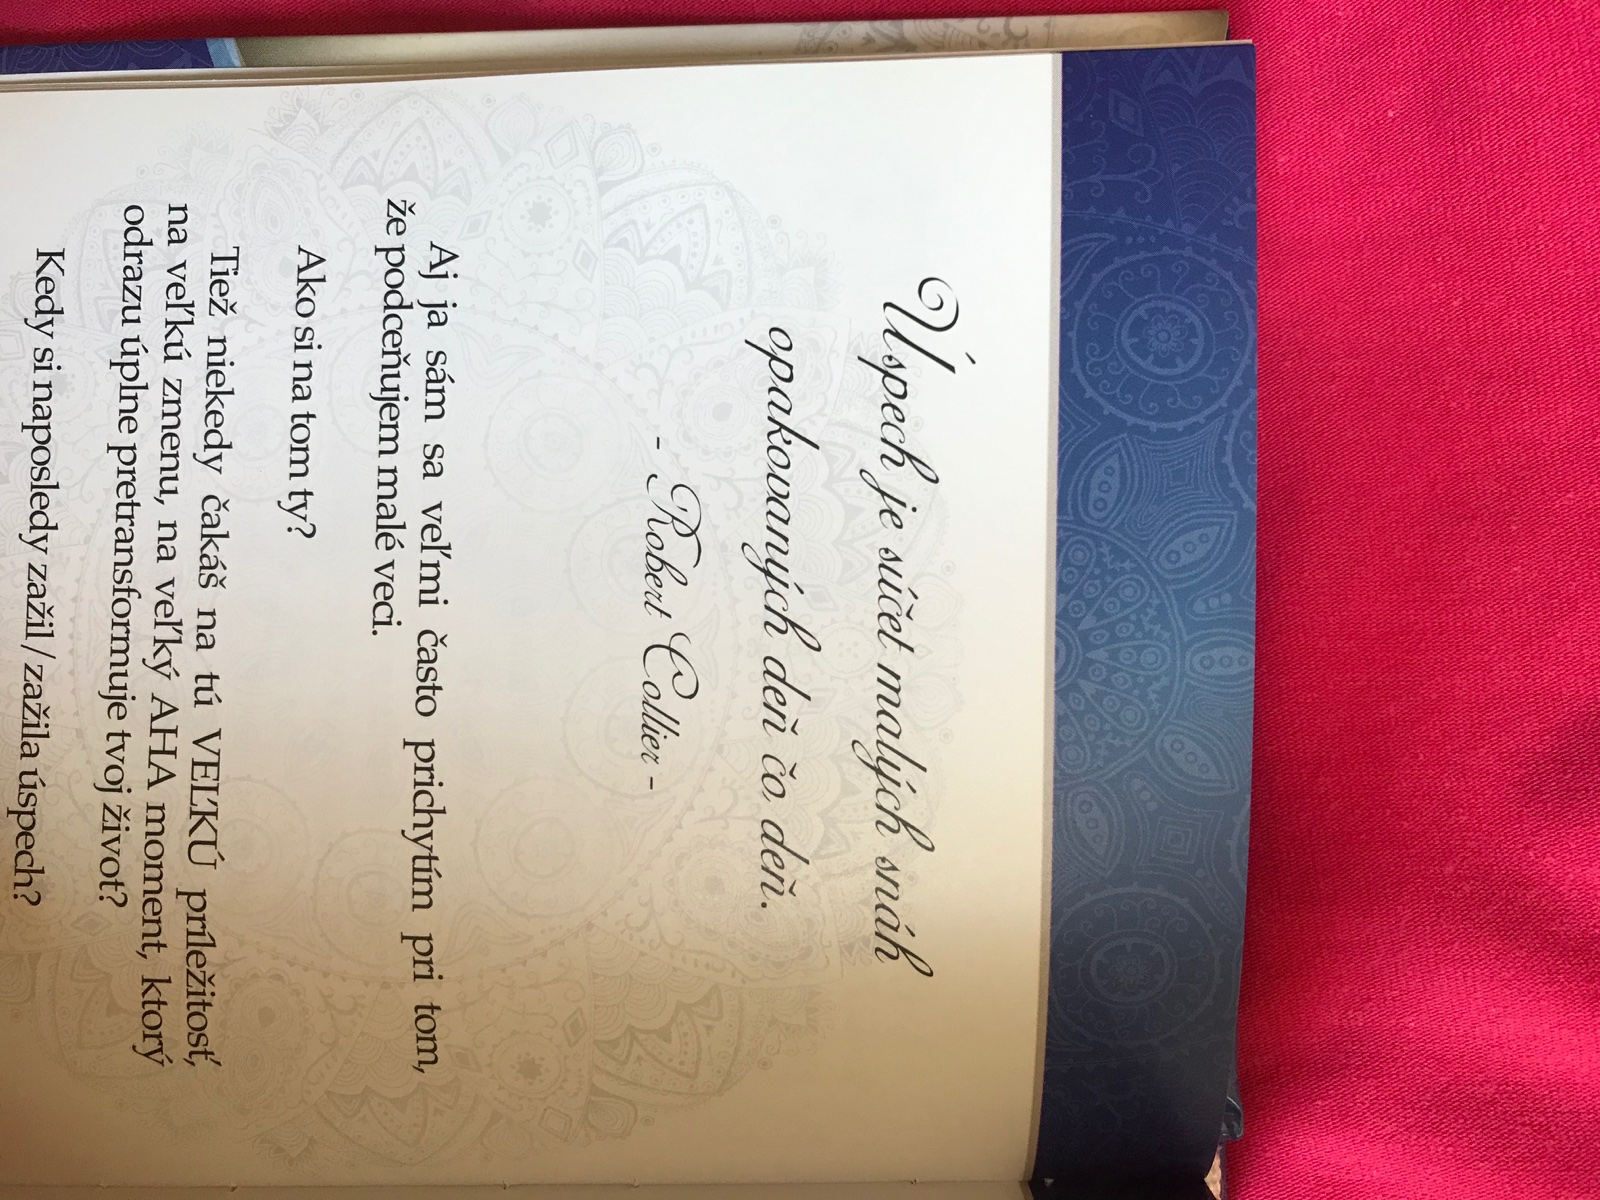 Úspech je súčet malých snáh
opakovaných deň čo deň.
- Robert Collier -
Aj ja sám sa veľmi často prichytím pri tom,
že podceňujem malé veci.
Ako si na tom ty?
Tiež niekedy čakáš na tú VEĽKÚ príležitosť,
na veľkú zmenu, na veľký AHA moment, ktorý
odrazu úplne pretransformuje tvoj život?
Kedy si naposledy zažil/zažila úspech?